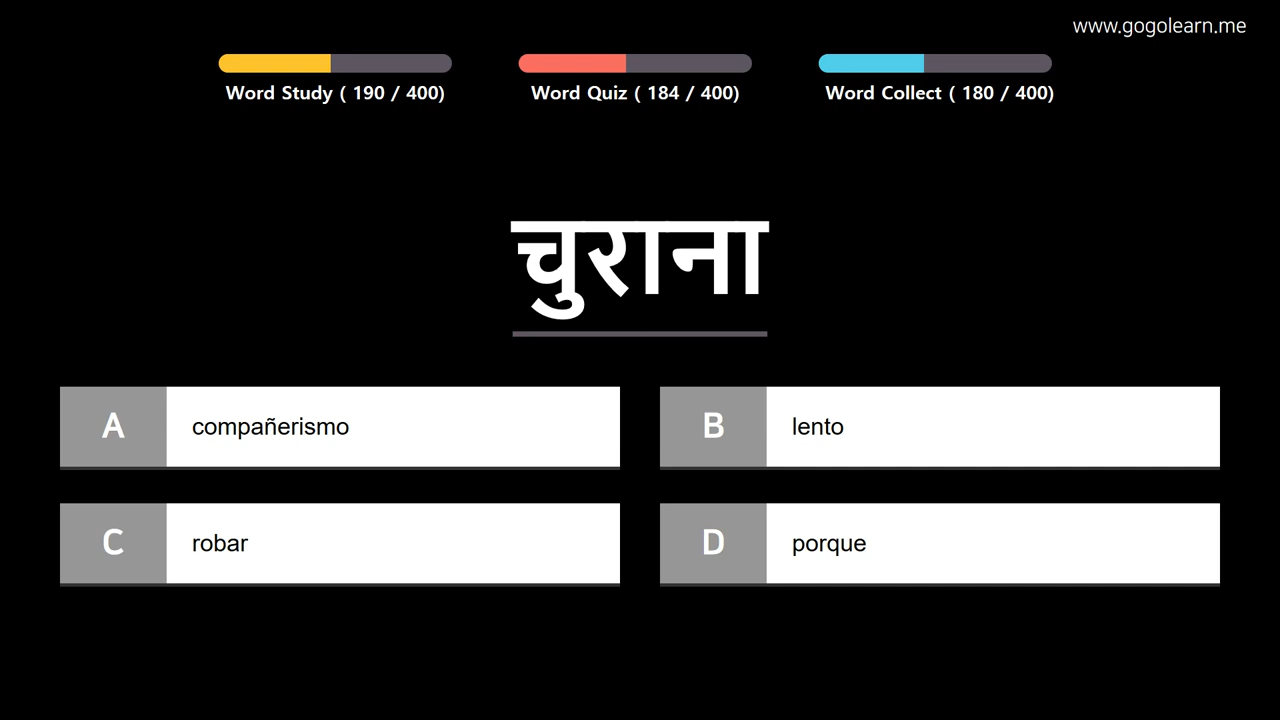 www.gogolearn.me
Word Study ( 190 / 400)
Word Quiz ( 184 / 400)
Word Collect ( 180 / 400)
चुराना
A compañerismo
B lento
C robar
D porque